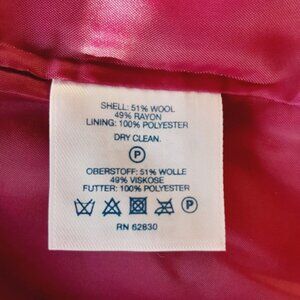 SHELL: 51% WOOL
49% RAYON
LINING: 100% POLYESTER
DRY CLEAN.
P
OBERSTOFF: 51% WOLLE
49% VISKOSE
FUTTER: 100% POLYESTER
P
RN 62830